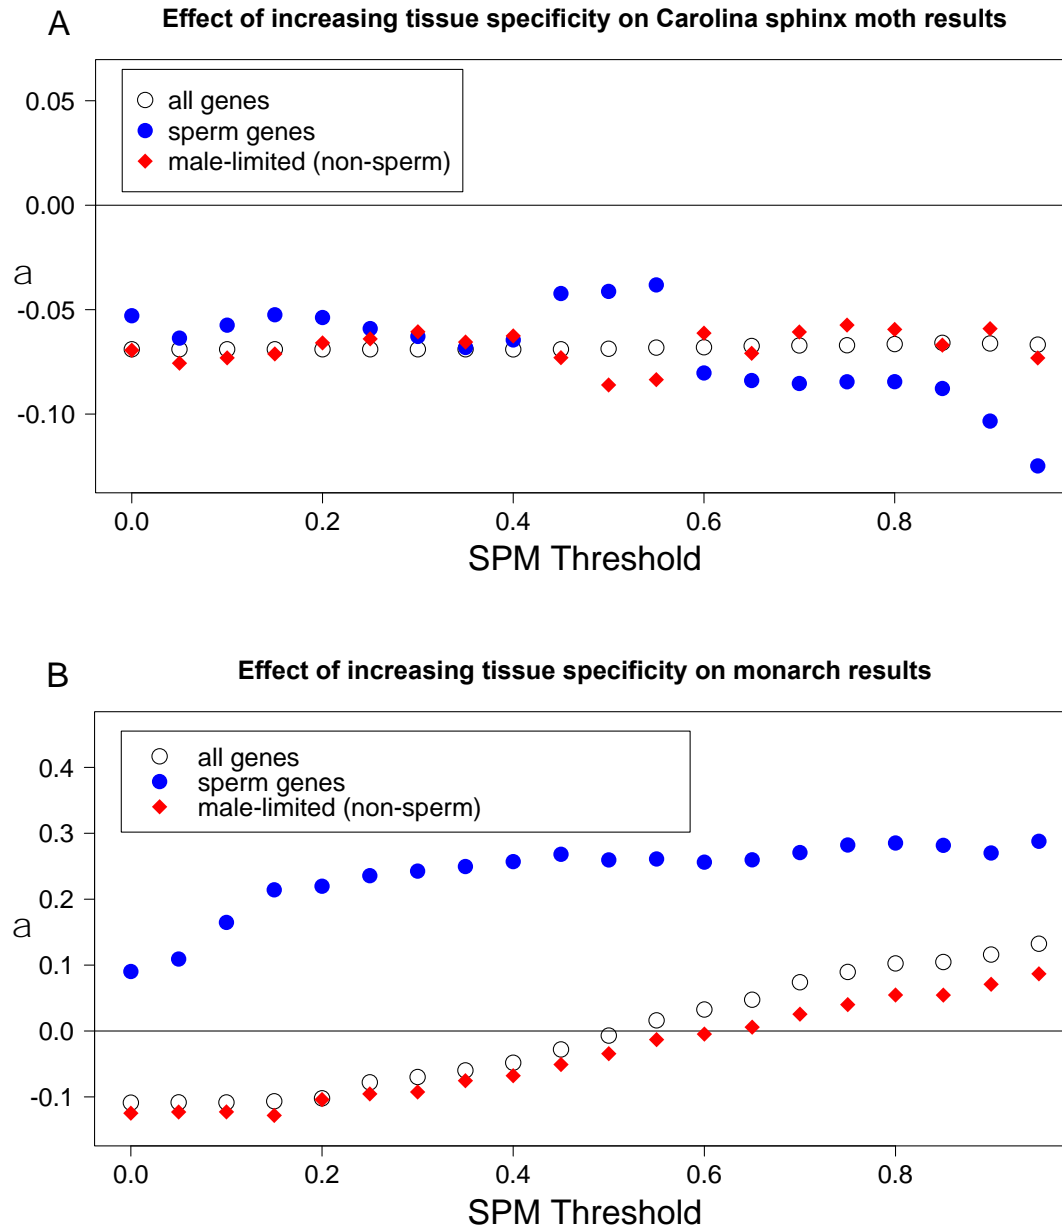 A
Effect of increasing tissue specificity on Carolina sphinx moth results
all genes
sperm genes
male-limited (non-sperm)
0.05
0.00
-0.05
-0.10
a
0.0 0.2 0.4 0.6 0.8
SPM Threshold
B
Effect of increasing tissue specificity on monarch results
all genes
sperm genes
male-limited (non-sperm)
0.4
0.3
0.2
0.1
0.0
-0.1
a
0.0 0.2 0.4 0.6 0.8
SPM Threshold